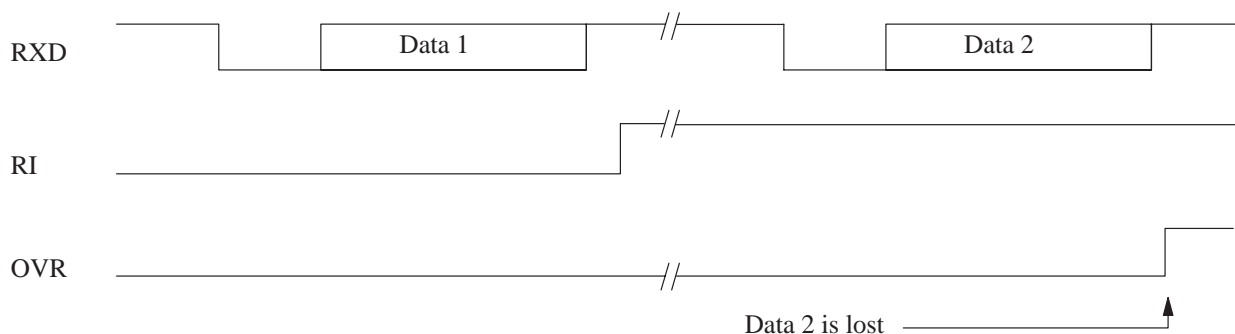 RXD
Data 1
Data 2
RI
OVR
Data 2 is lost